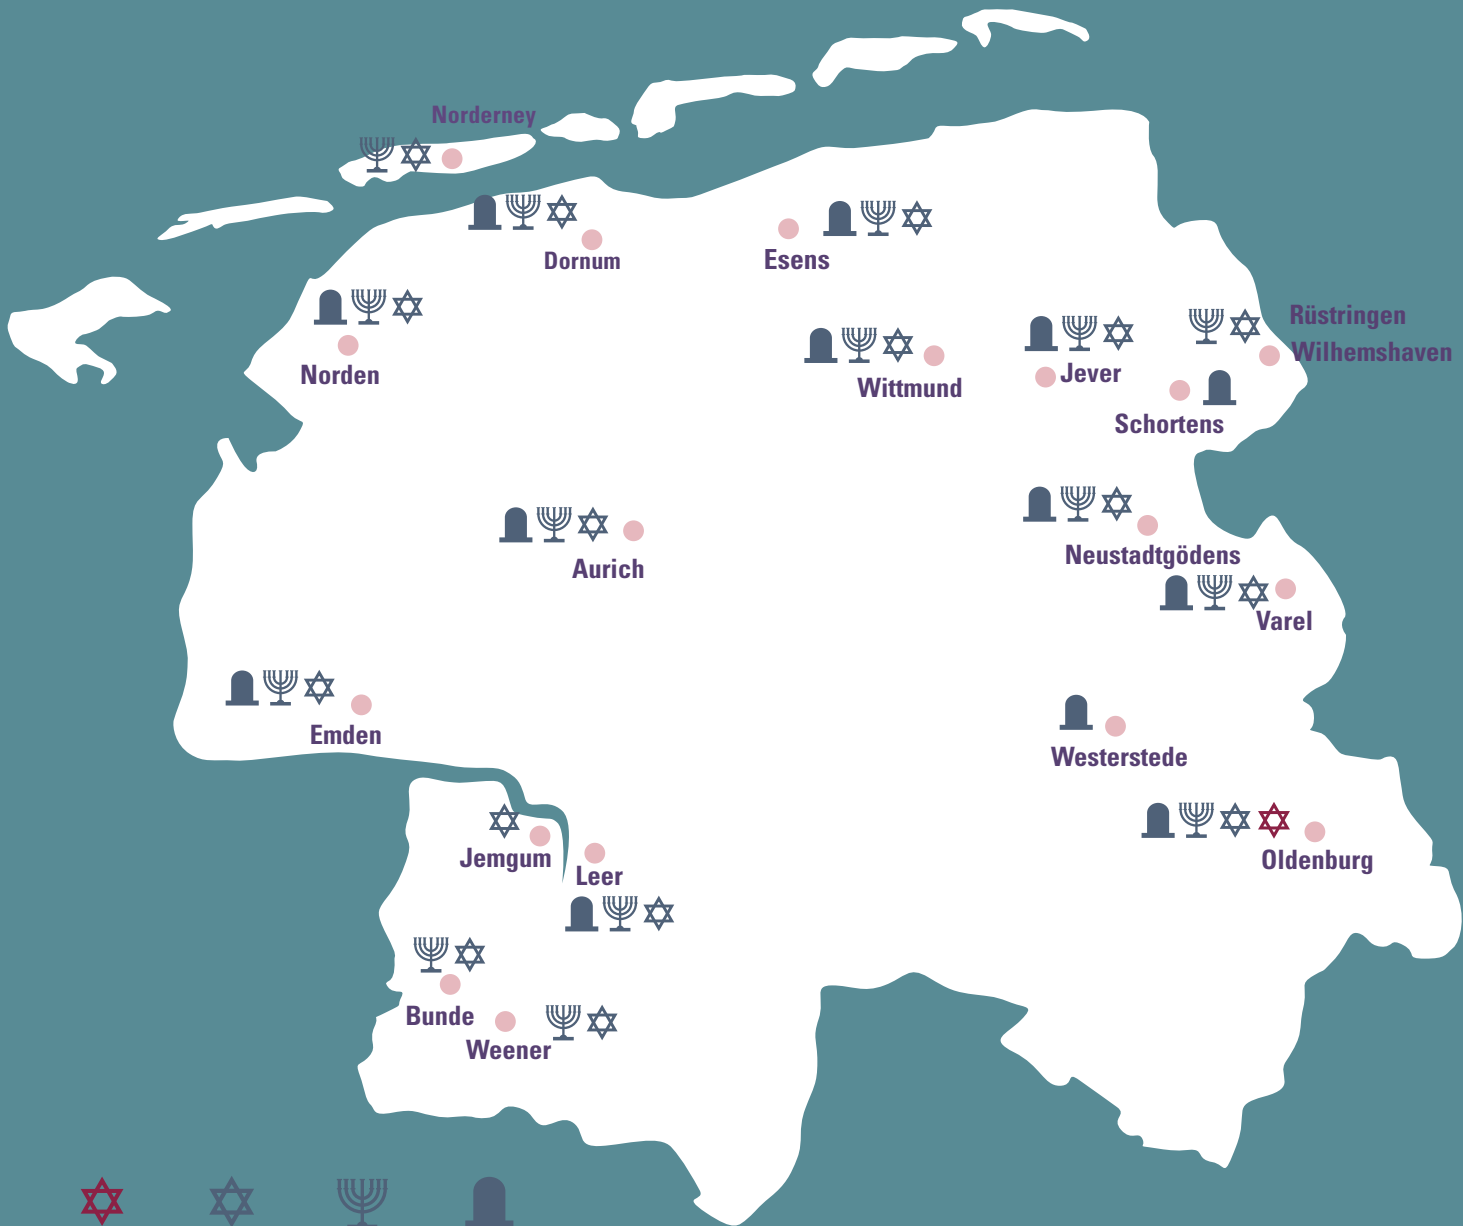 Norderney
Dornum
Esens
Rüstringen
Wilhemshaven
Norden
Wittmund
Jever
Schortens
Neustadtgödens
Aurich
Varel
Emden
Westerstede
Jemgum
Leer
Oldenburg
Bunde
Weener